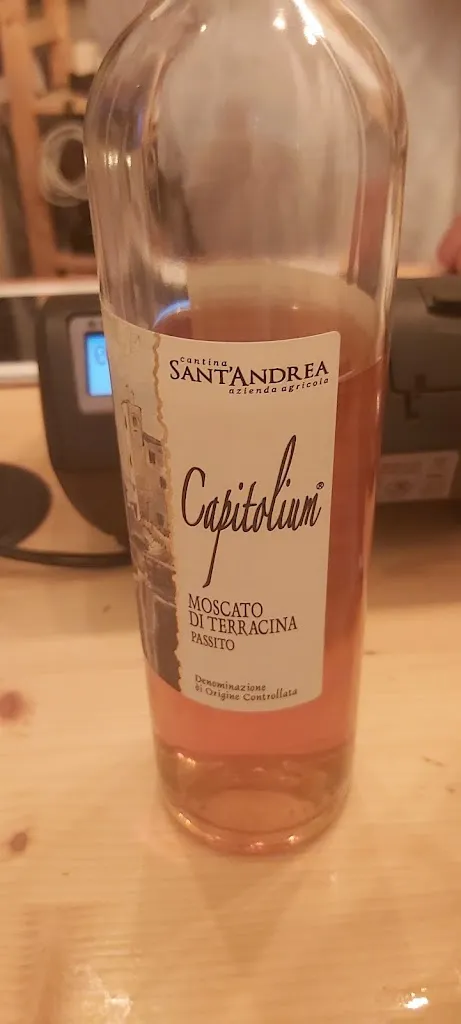 cantina
SANT'ANDREA
azienda agricola
Capitolium®
MOSCATO
DI TERRACINA
PASSITO
Denominazione
di Origine Controllata